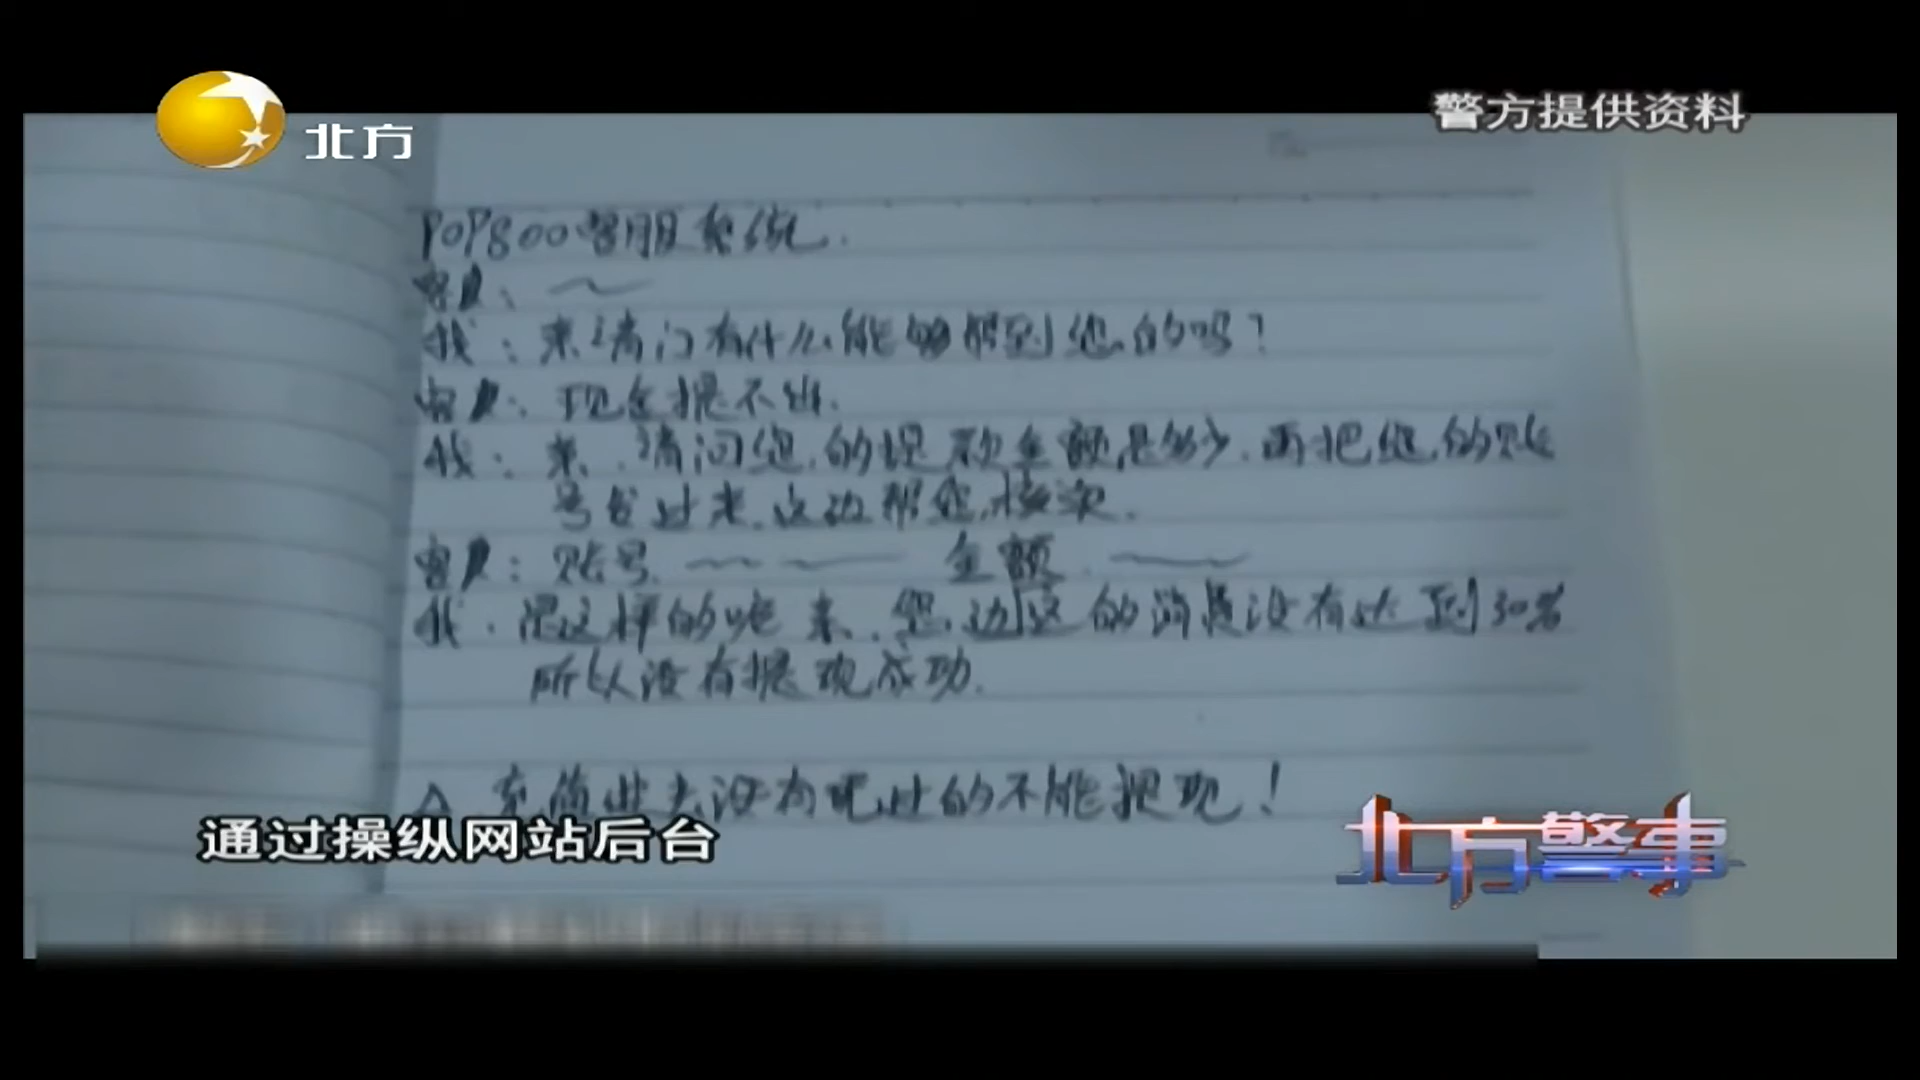 北方
警方提供资料
POP800客服系统.
客户:
我:亲请问有什么能够帮到您的吗?
客户:现金提不出.
我:亲.请问您的提款金额是多少.再把您的账
号发过来.这边帮您核实.
客户:账号. 金额.
我.是这样的呢亲.您边这的消费没有达到30%
所以没有提现成功.
△ 充值进去没有玩过的不能提现!
通过操纵网站后台
北方警事